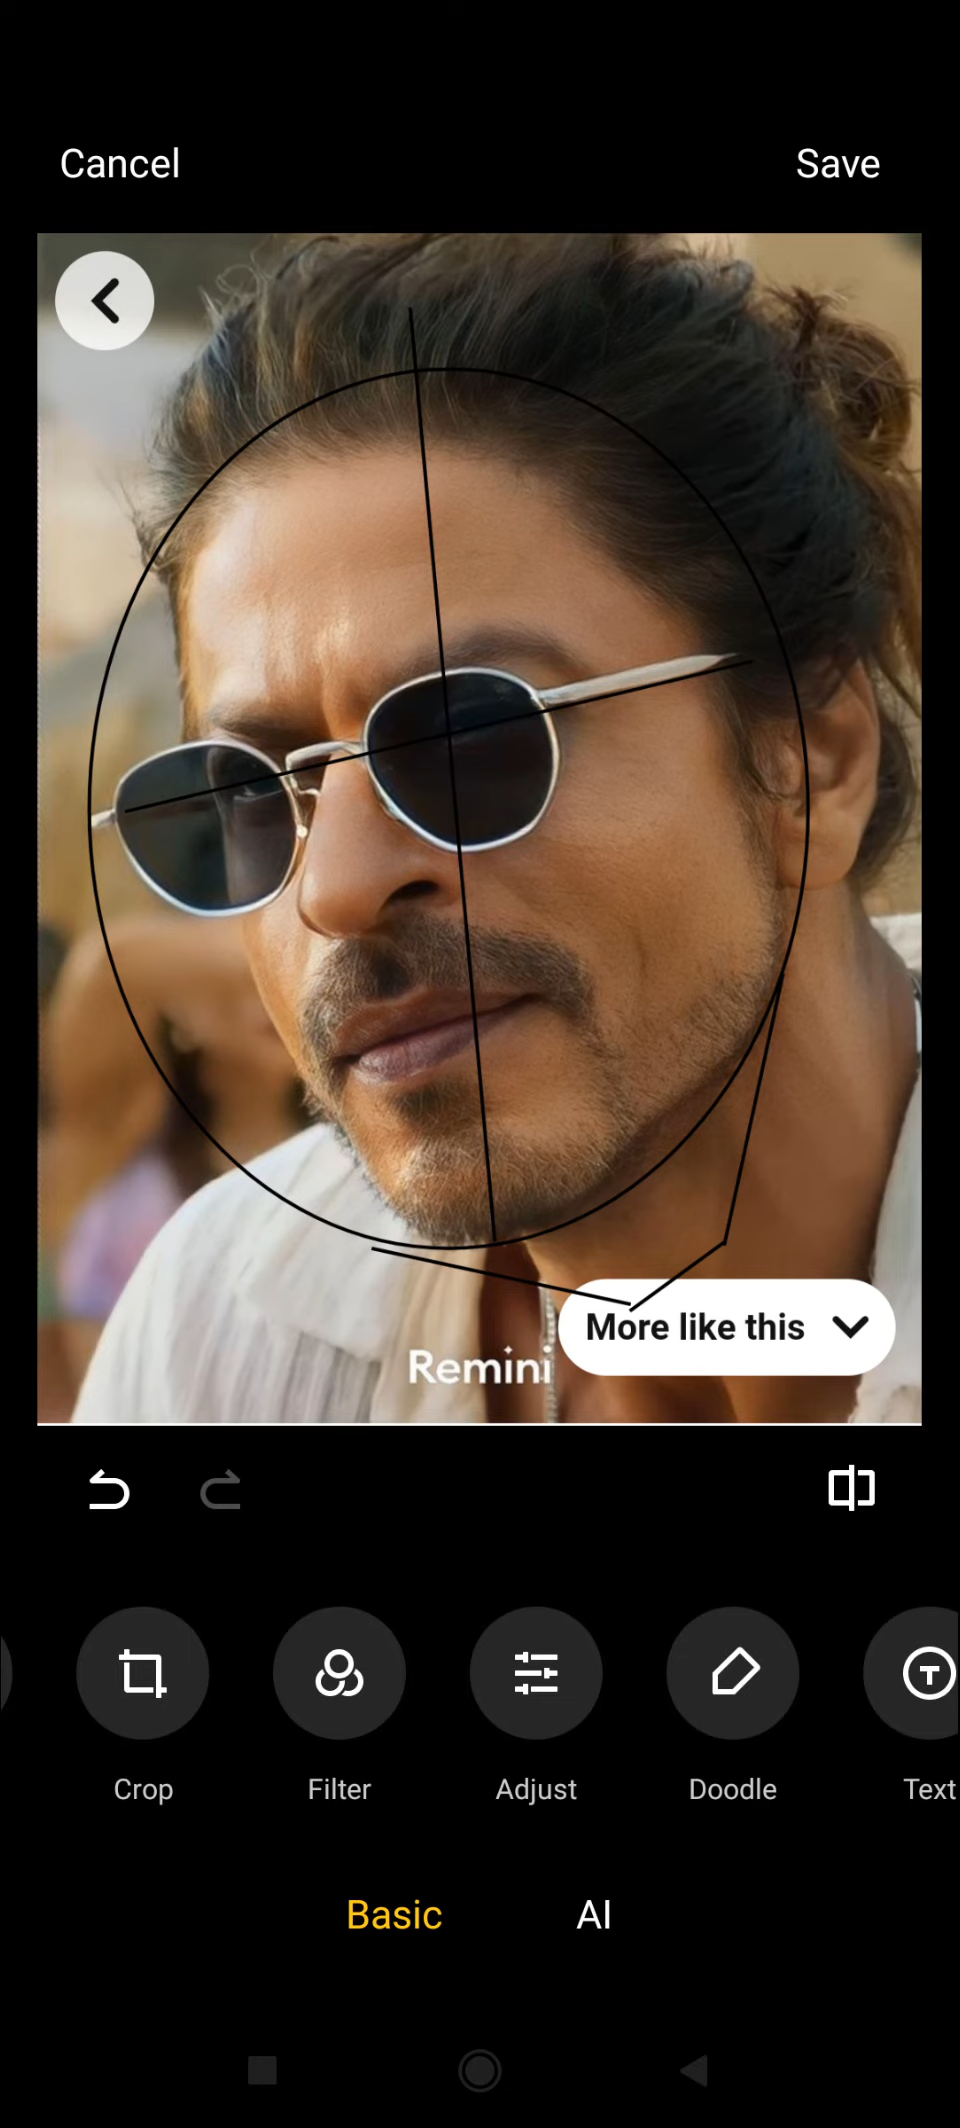 Cancel
Save
More like this
Remini
Crop
Filter
Adjust
Doodle
Text
Basic
AI